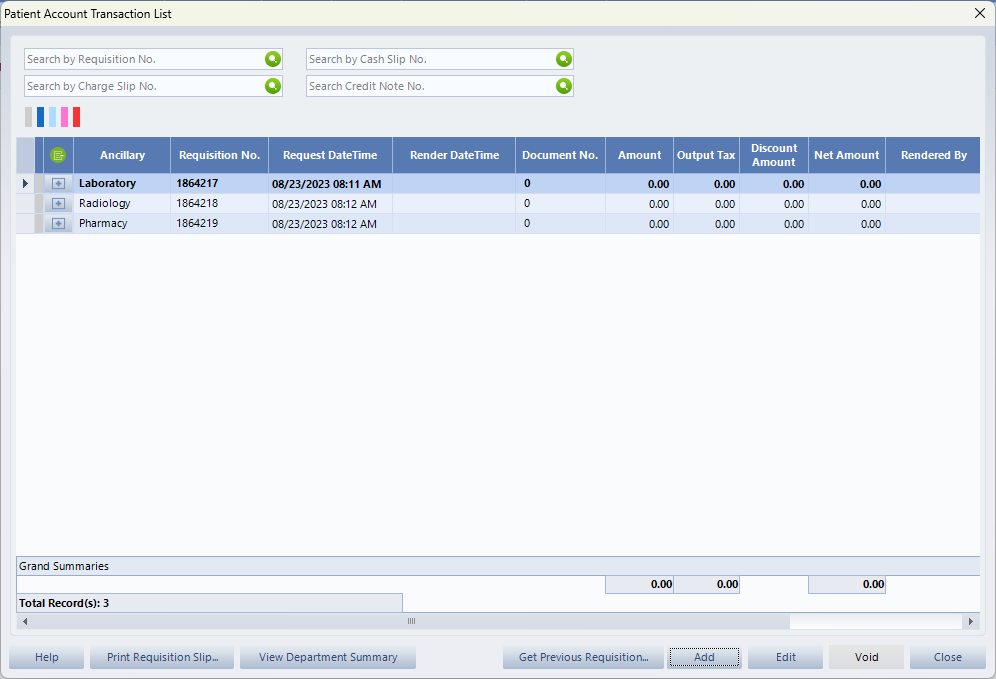 Patient Account Transaction List
Search by Requisition No. Search by Cash Slip No.
Search by Charge Slip No. Search Credit Note No.
Ancillary Requisition No. Request DateTime Render DateTime Document No. Amount Output Tax Discount Amount Net Amount Rendered By
Laboratory 1864217 08/23/2023 08:11 AM 0 0.00 0.00 0.00 0.00
Radiology 1864218 08/23/2023 08:12 AM 0 0.00 0.00 0.00 0.00
Pharmacy 1864219 08/23/2023 08:12 AM 0 0.00 0.00 0.00 0.00
Grand Summaries
0.00 0.00 0.00
Total Record(s): 3
Help Print Requisition Slip... View Department Summary Get Previous Requisition... Add Edit Void Close